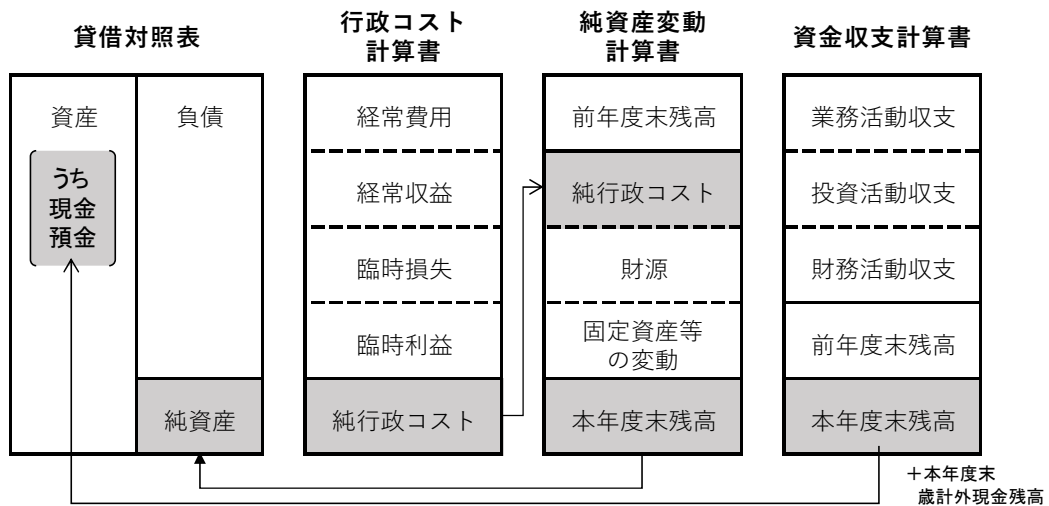 貸借対照表
資産
うち
現金
預金
負債
純資産
行政コスト
計算書
経常費用
経常収益
臨時損失
臨時利益
純行政コスト
純資産変動
計算書
前年度末残高
純行政コスト
財源
固定資産等
の変動
本年度末残高
資金収支計算書
業務活動収支
投資活動収支
財務活動収支
前年度末残高
本年度末残高
＋本年度末
歳計外現金残高